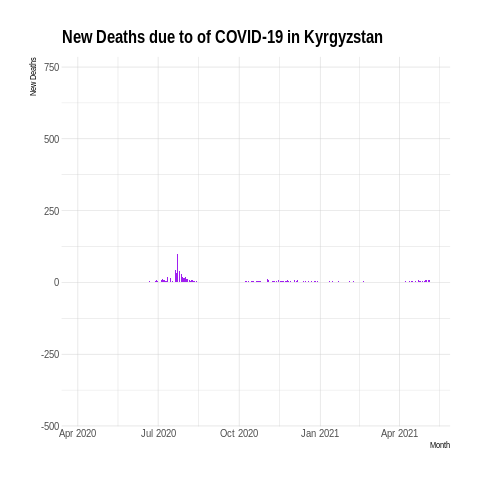 New Deaths due to of COVID-19 in Kyrgyzstan
New Deaths
750
500
250
0
-250
-500
Apr 2020 Jul 2020 Oct 2020 Jan 2021 Apr 2021
Month